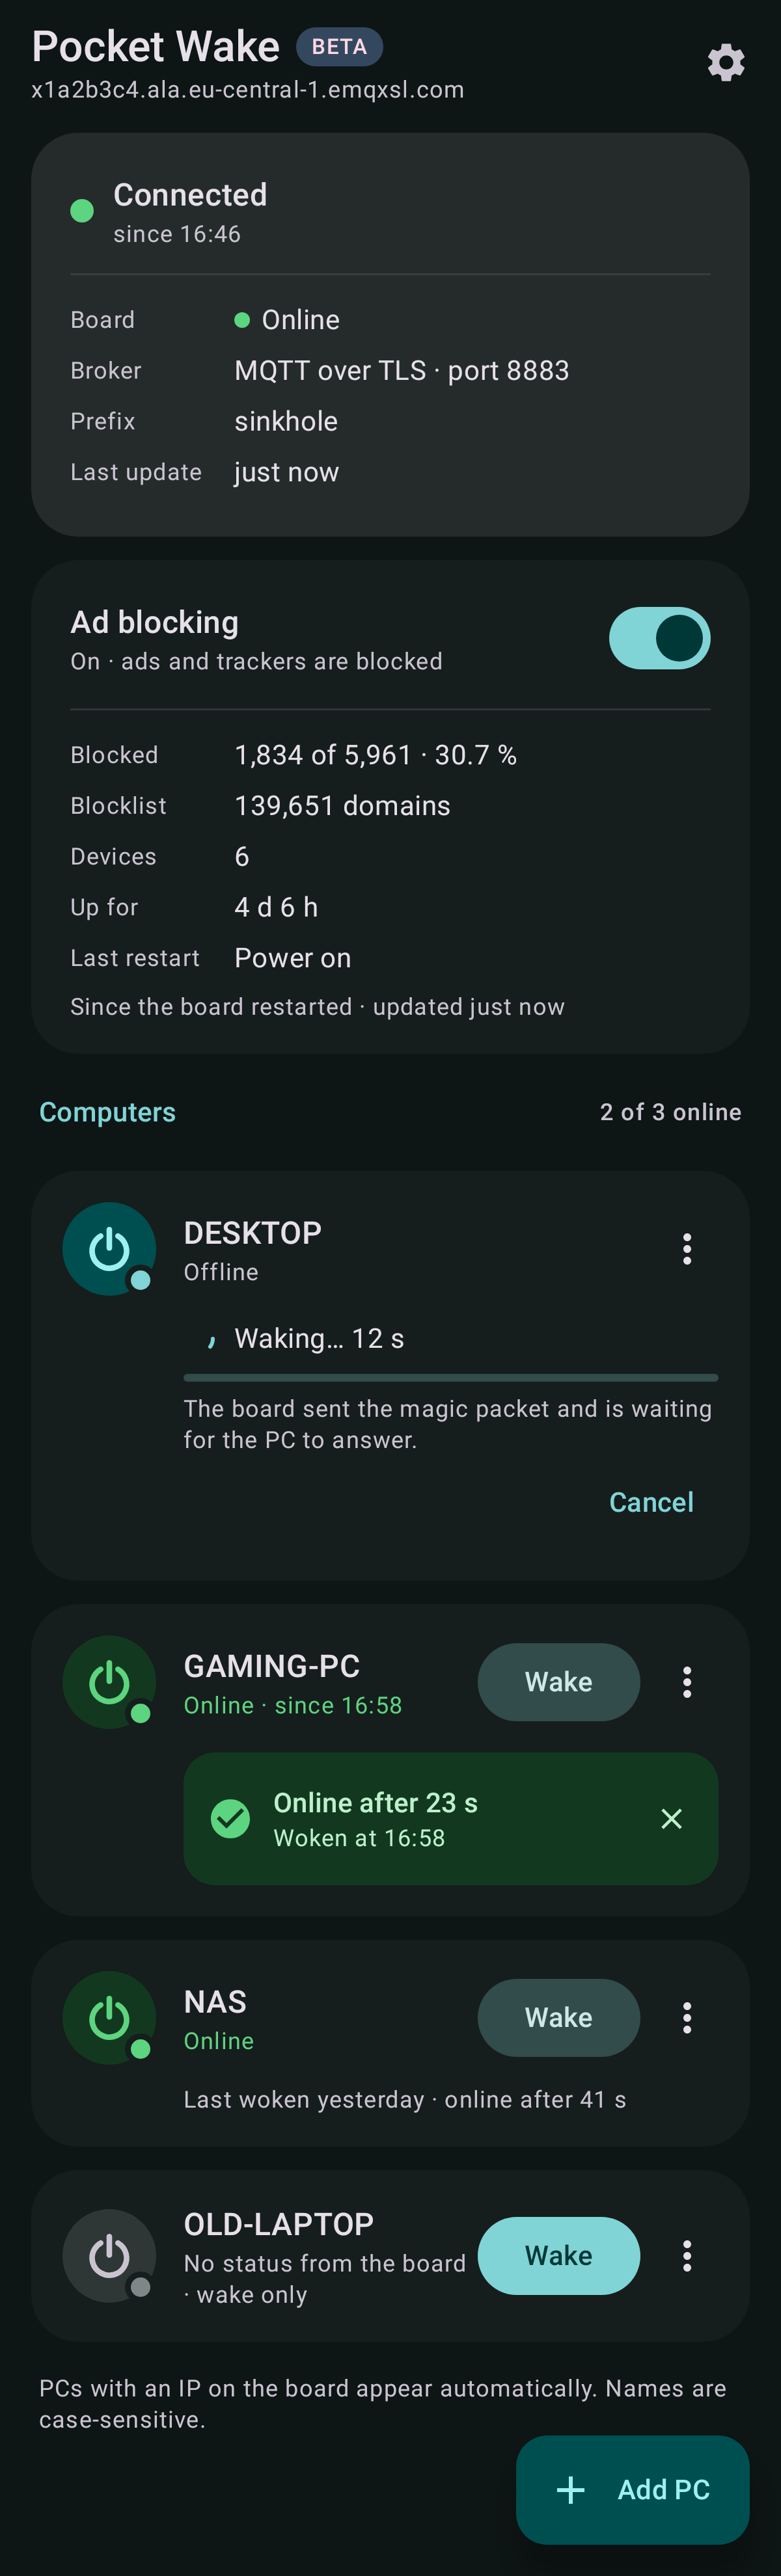 Pocket Wake BETA
x1a2b3c4.ala.eu-central-1.emqxsl.com
Connected
since 16:46
Board Online
Broker MQTT over TLS · port 8883
Prefix sinkhole
Last update just now
Ad blocking
On · ads and trackers are blocked
Blocked 1,834 of 5,961 · 30.7 %
Blocklist 139,651 domains
Devices 6
Up for 4 d 6 h
Last restart Power on
Since the board restarted · updated just now
Computers 2 of 3 online
DESKTOP
Offline
Waking… 12 s
The board sent the magic packet and is waiting
for the PC to answer.
Cancel
GAMING-PC
Online · since 16:58
Wake
Online after 23 s
Woken at 16:58
NAS
Online
Wake
Last woken yesterday · online after 41 s
OLD-LAPTOP
No status from the board
· wake only
Wake
PCs with an IP on the board appear automatically. Names are
case-sensitive.
Add PC